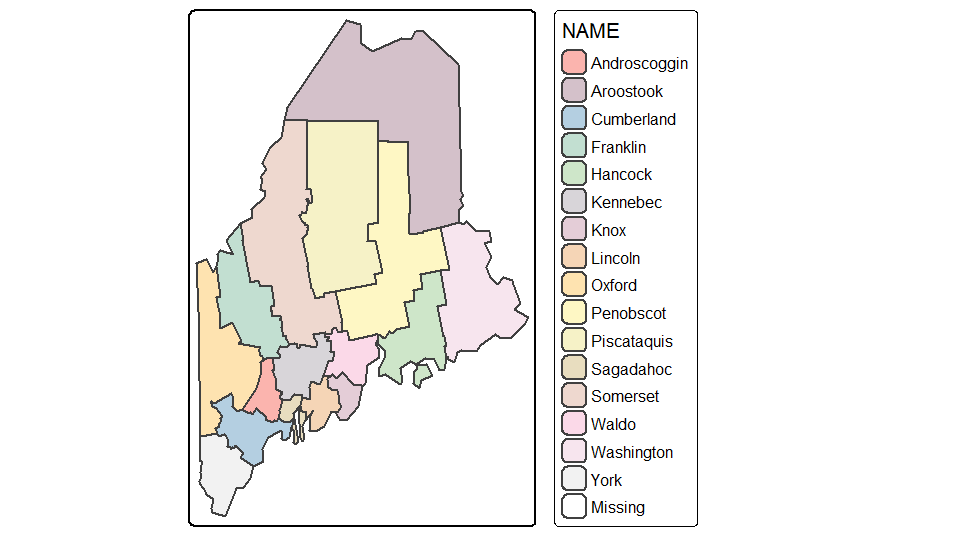 NAME
Androscoggin
Aroostook
Cumberland
Franklin
Hancock
Kennebec
Knox
Lincoln
Oxford
Penobscot
Piscataquis
Sagadahoc
Somerset
Waldo
Washington
York
Missing